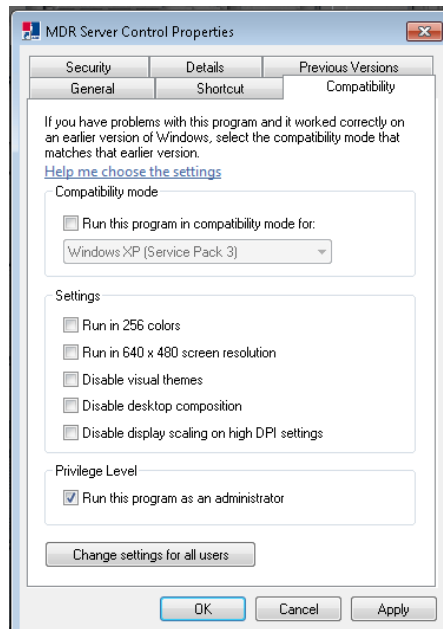 MDR Server Control Properties
Security
Details
Previous Versions
General
Shortcut
Compatibility
If you have problems with this program and it worked correctly on
an earlier version of Windows, select the compatibility mode that
matches that earlier version.
Help me choose the settings
Compatibility mode
Run this program in compatibility mode for:
Windows XP (Service Pack 3)
Settings
Run in 256 colors
Run in 640 x 480 screen resolution
Disable visual themes
Disable desktop composition
Disable display scaling on high DPI settings
Privilege Level
Run this program as an administrator
Change settings for all users
OK
Cancel
Apply